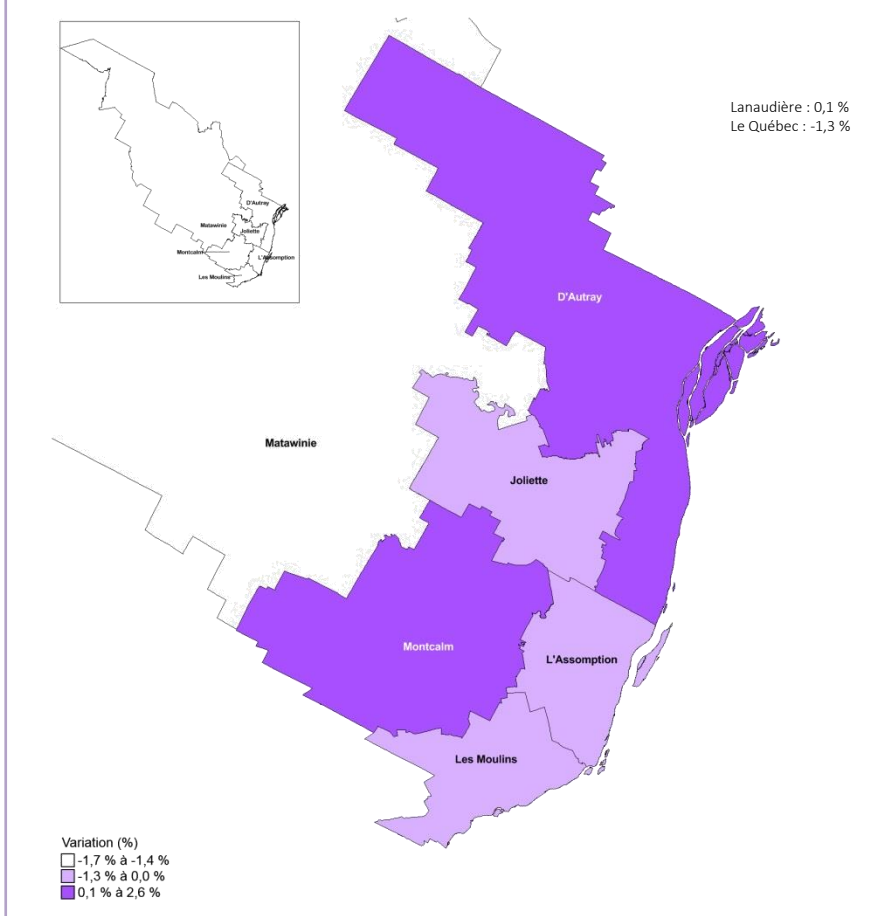 D'Autray
Matawinie
Joliette
Montcalm
L'Assomption
Les Moulins
Lanaudière : 0,1 %
Le Québec : -1,3 %
D'Autray
Matawinie
Joliette
Montcalm
L'Assomption
Les Moulins
Variation (%)
-1,7 % à -1,4 %
-1,3 % à 0,0 %
0,1 % à 2,6 %